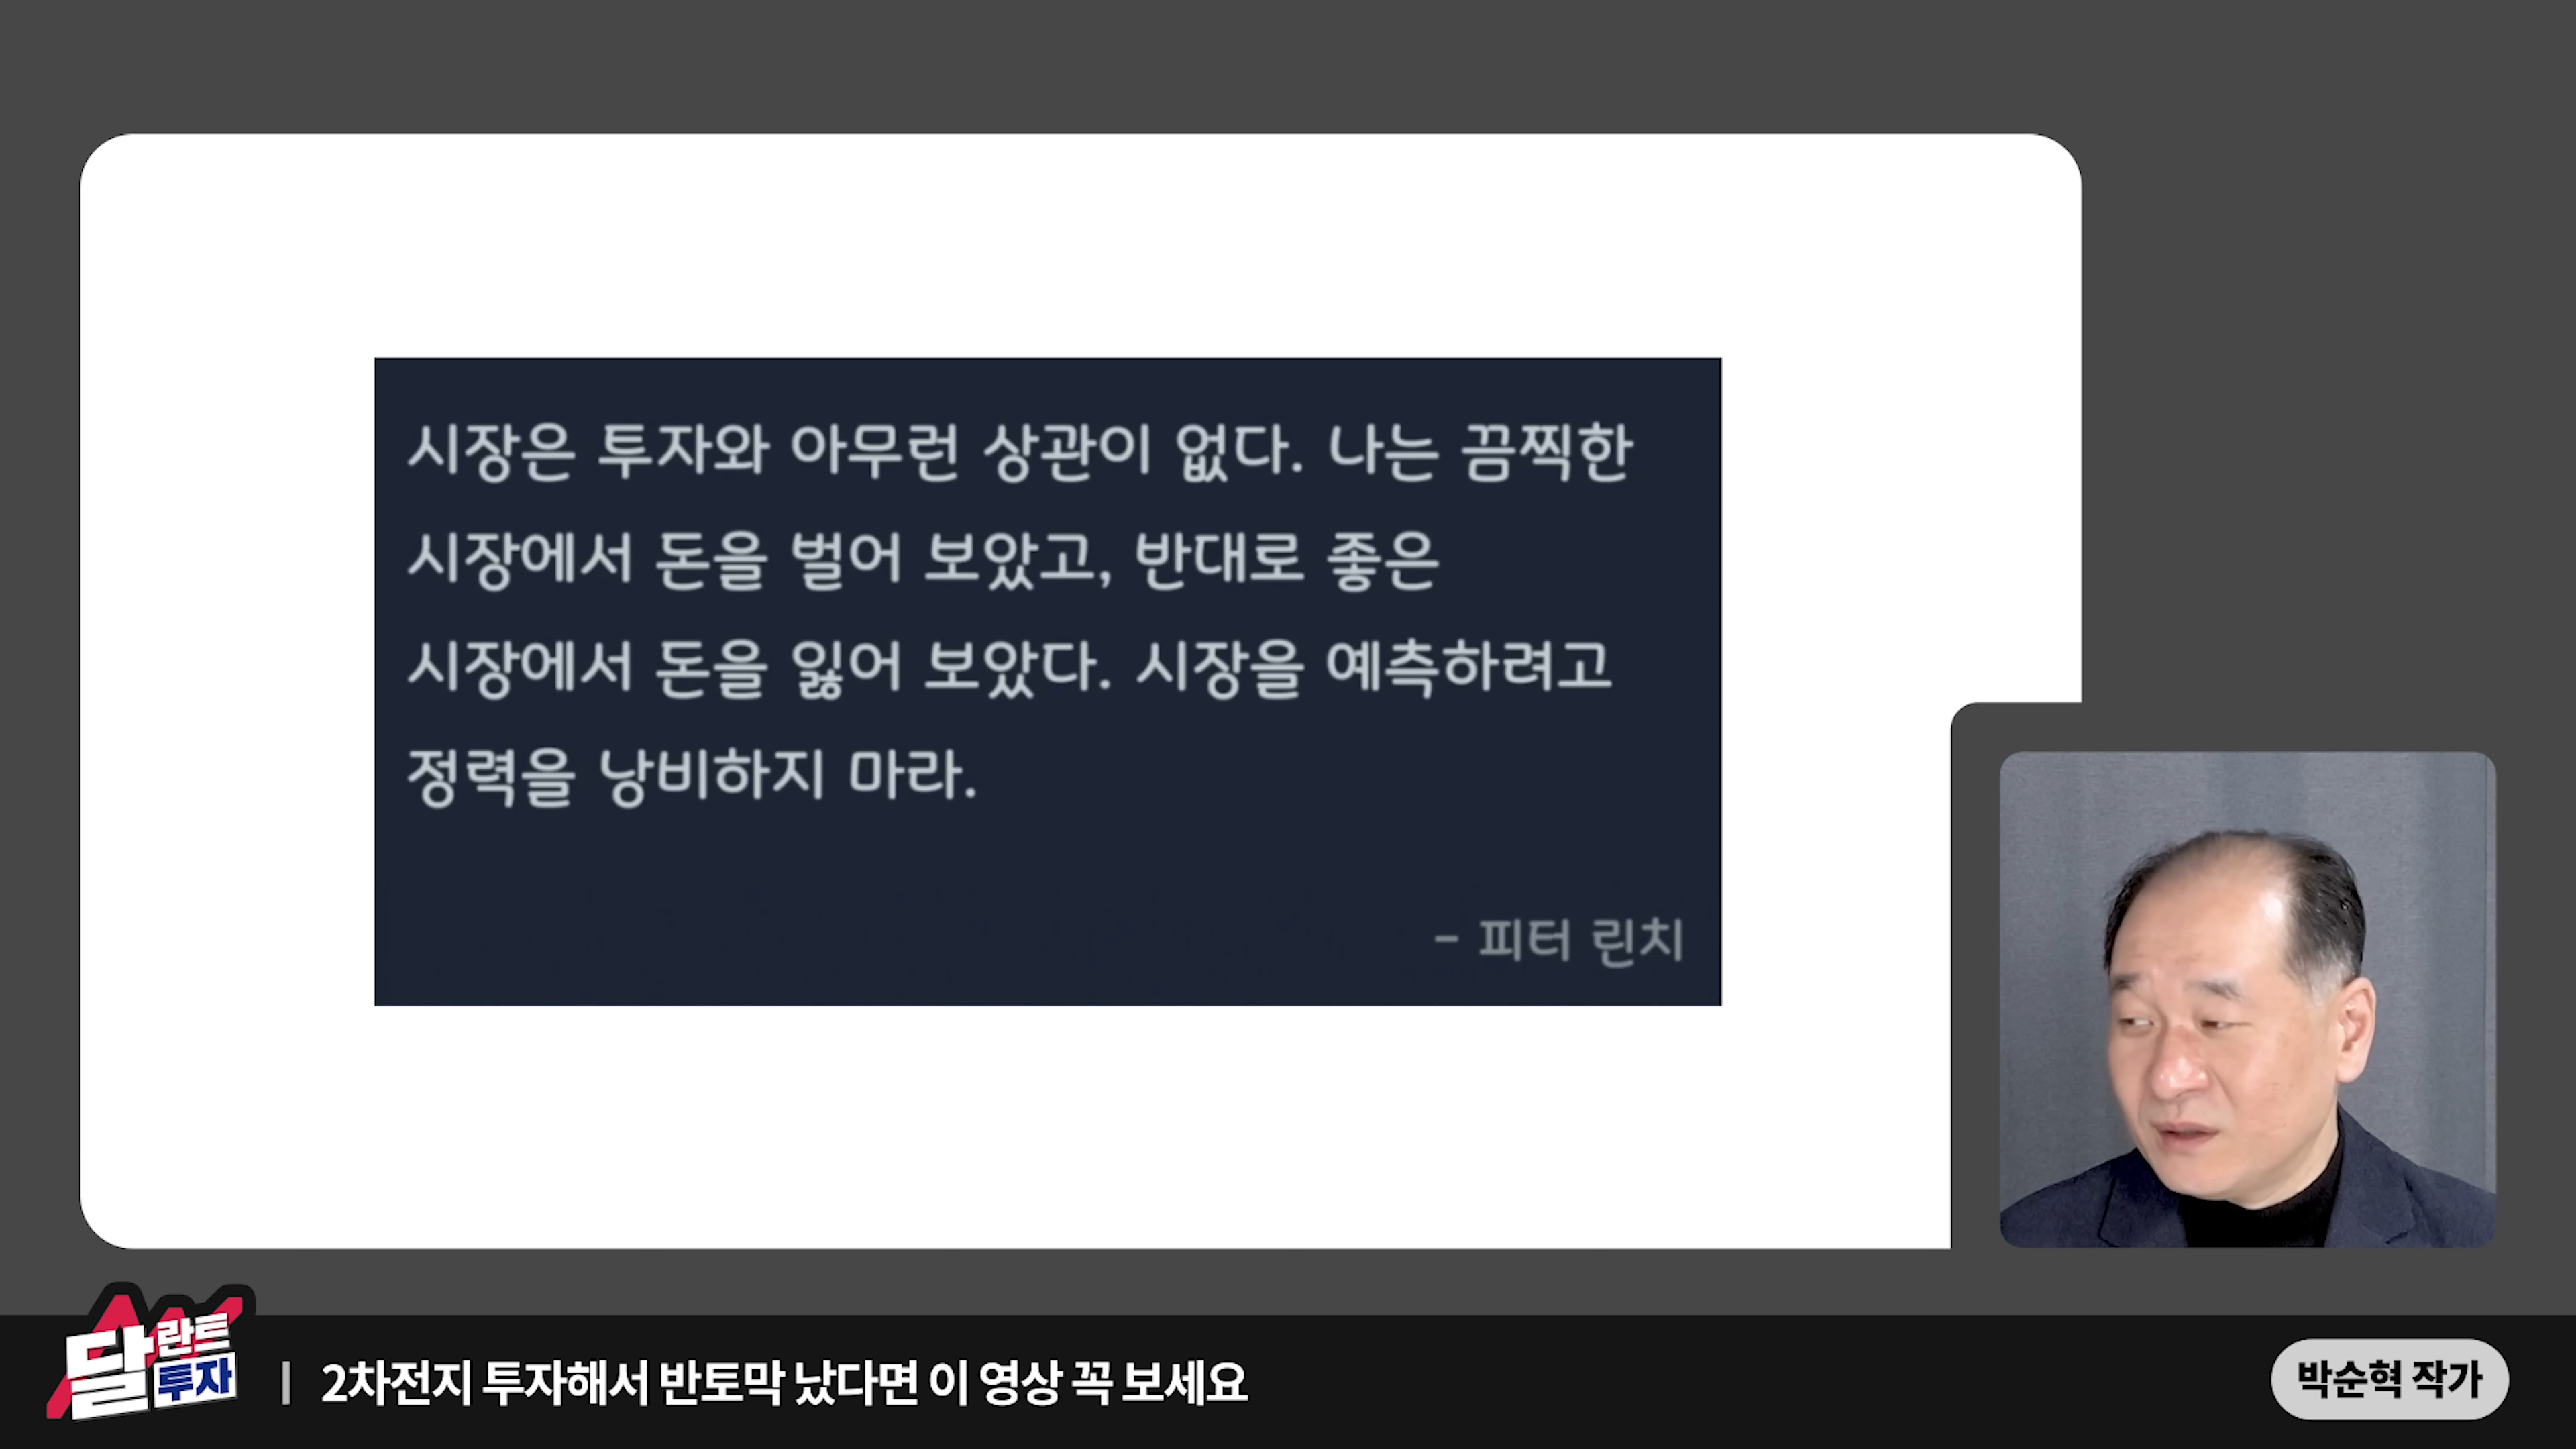 시장은 투자와 아무런 상관이 없다. 나는 끔찍한
시장에서 돈을 벌어 보았고, 반대로 좋은
시장에서 돈을 잃어 보았다. 시장을 예측하려고
정력을 낭비하지 마라.
- 피터 린치
달란트
투자
| 2차전지 투자해서 반토막 났다면 이 영상 꼭 보세요
박순혁 작가